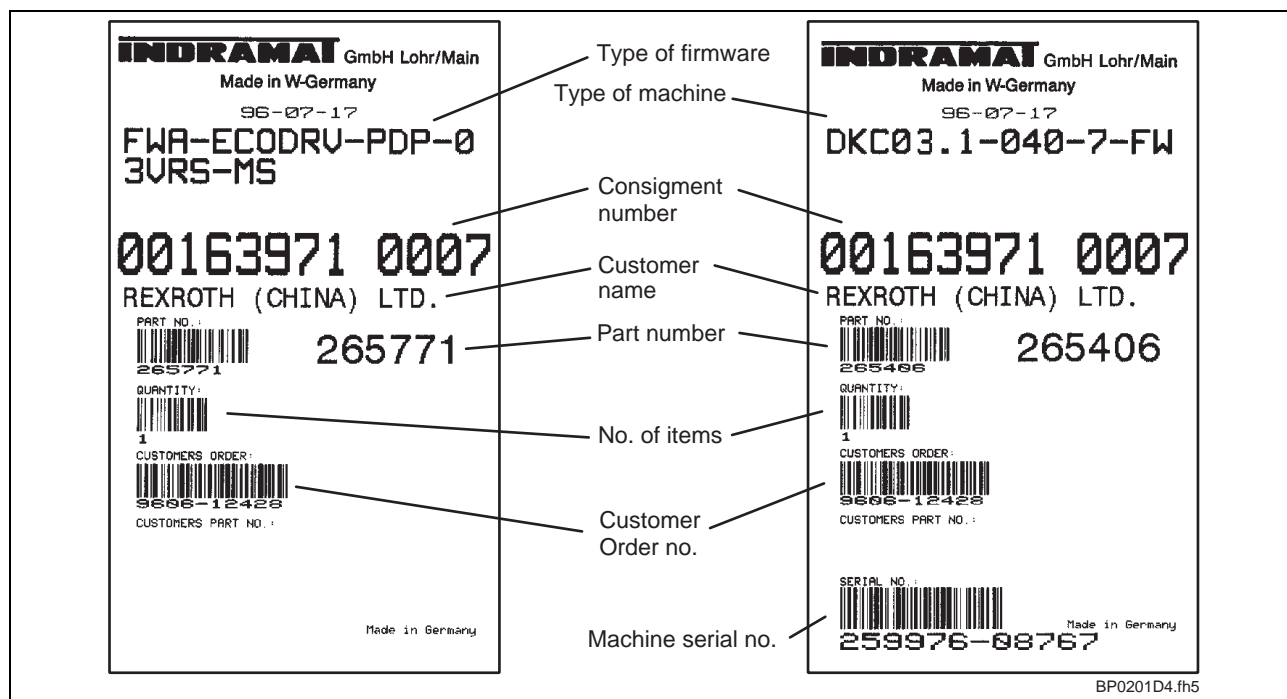 INDRAMAT GmbH Lohr/Main
Made in W-Germany
96-07-17
FWA-ECODRV-PDP-0
3VRS-MS
00163971 0007
REXROTH (CHINA) LTD.
PART NO.:
265771
265771
QUANTITY:
1
CUSTOMERS ORDER:
9606-12428
CUSTOMERS PART NO.:
Made in Germany
Type of firmware
Type of machine
Consigment
number
Customer
name
Part number
No. of items
Customer
Order no.
Machine serial no.
INDRAMAT GmbH Lohr/Main
Made in W-Germany
96-07-17
DKC03.1-040-7-FW
00163971 0007
REXROTH (CHINA) LTD.
PART NO.:
265406
265406
QUANTITY:
1
CUSTOMERS ORDER:
9606-12428
CUSTOMERS PART NO.:
SERIAL NO.:
Made in Germany
259976-08767
BP0201D4.fh5